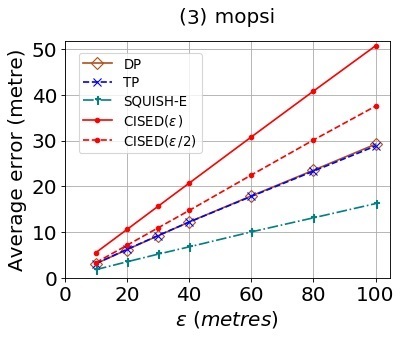 (3) mopsi
Average error (metre)
50
40
30
20
10
0
DP
TP
SQUISH-E
CISED(ε)
CISED(ε/2)
0 20 40 60 80 100
ε (metres)